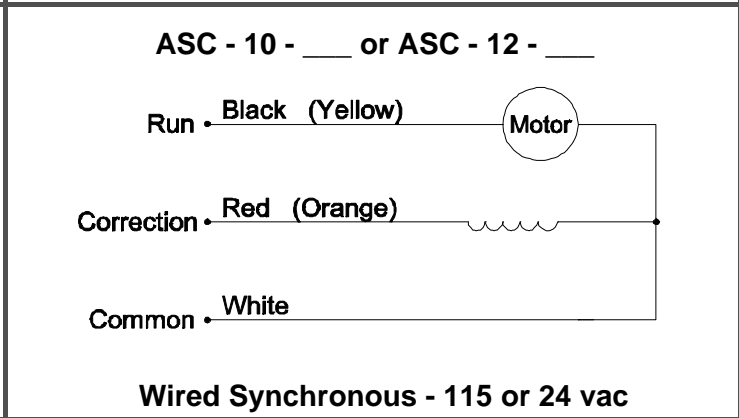 ASC - 10 - ___ or ASC - 12 - ___
Run Black (Yellow) Motor
Correction Red (Orange)
Common White
Wired Synchronous - 115 or 24 vac